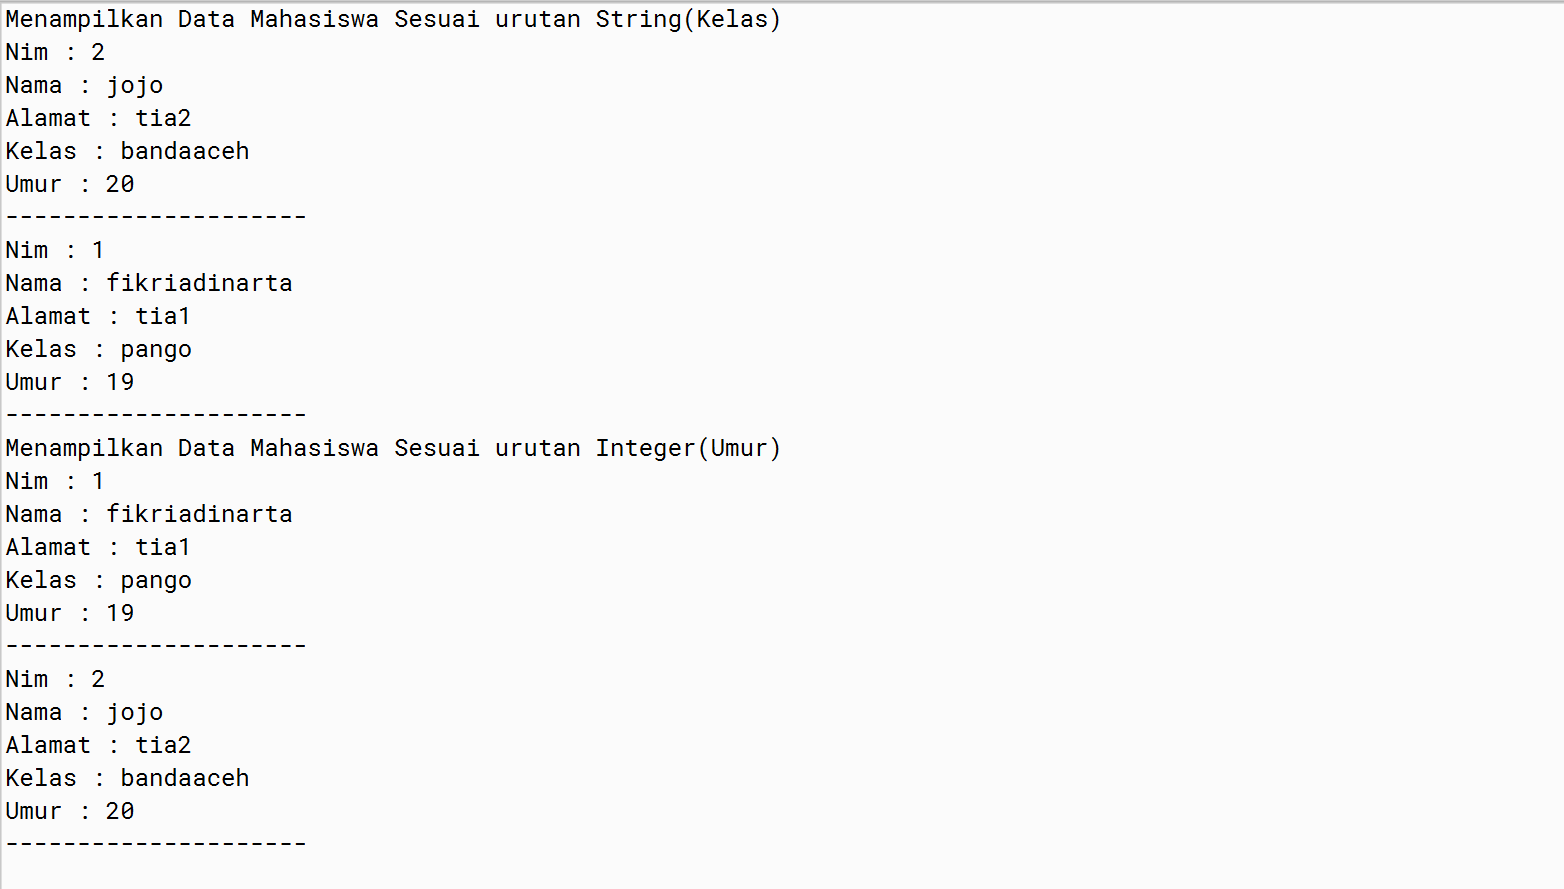 Menampilkan Data Mahasiswa Sesuai urutan String(Kelas)
Nim : 2
Nama : jojo
Alamat : tia2
Kelas : bandaaceh
Umur : 20
---------------------
Nim : 1
Nama : fikriadinarta
Alamat : tia1
Kelas : pango
Umur : 19
---------------------
Menampilkan Data Mahasiswa Sesuai urutan Integer(Umur)
Nim : 1
Nama : fikriadinarta
Alamat : tia1
Kelas : pango
Umur : 19
---------------------
Nim : 2
Nama : jojo
Alamat : tia2
Kelas : bandaaceh
Umur : 20
---------------------